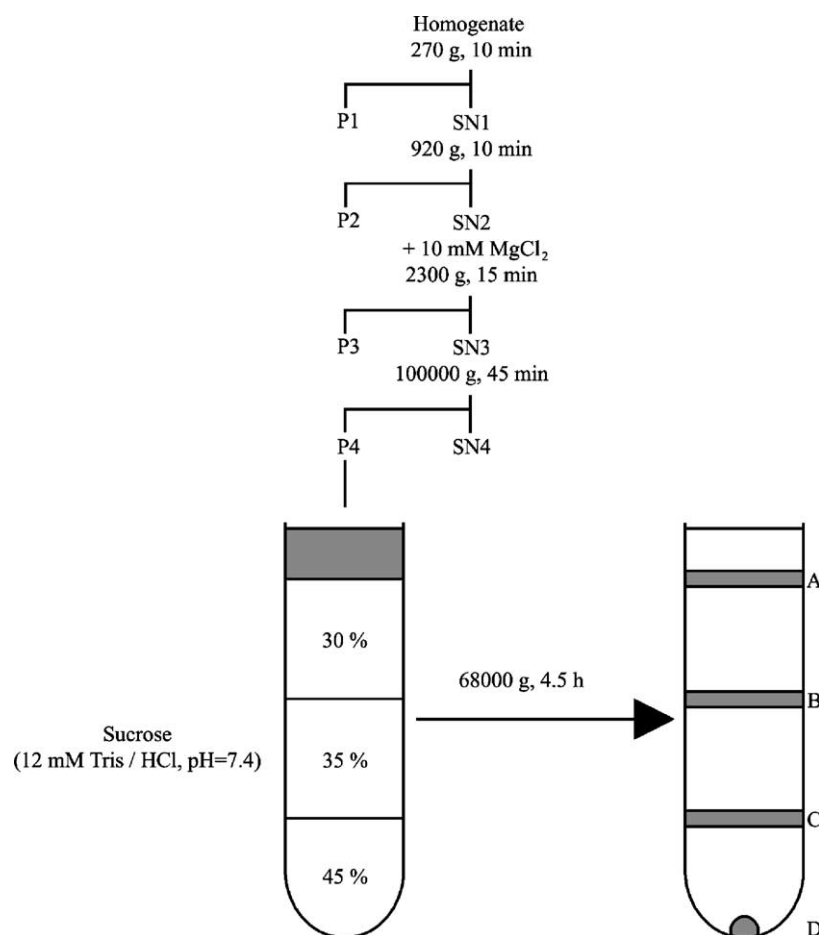 Homogenate
270 g, 10 min
P1 SN1
920 g, 10 min
P2 SN2
+ 10 mM MgCl₂
2300 g, 15 min
P3 SN3
100000 g, 45 min
P4 SN4
A
30 %
68000 g, 4.5 h
B
Sucrose
(12 mM Tris / HCl, pH=7.4)
35 %
C
45 %
D